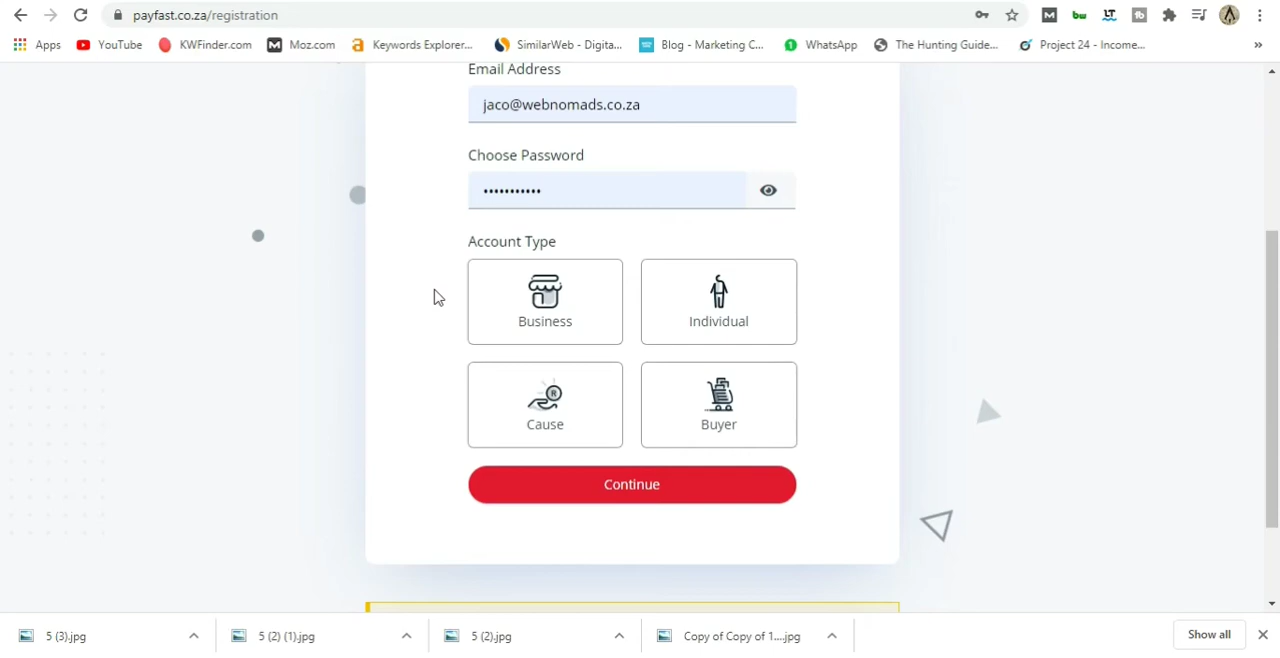 payfast.co.za/registration
Apps YouTube KWFinder.com Moz.com Keywords Explorer... SimilarWeb - Digita... Blog - Marketing C... WhatsApp The Hunting Guide... Project 24 - Income... »
Email Address
jaco@webnomads.co.za
Choose Password
•••••••••••
Account Type
Business Individual
Cause Buyer
Continue
5 (3).jpg 5 (2) (1).jpg 5 (2).jpg Copy of Copy of 1....jpg Show all